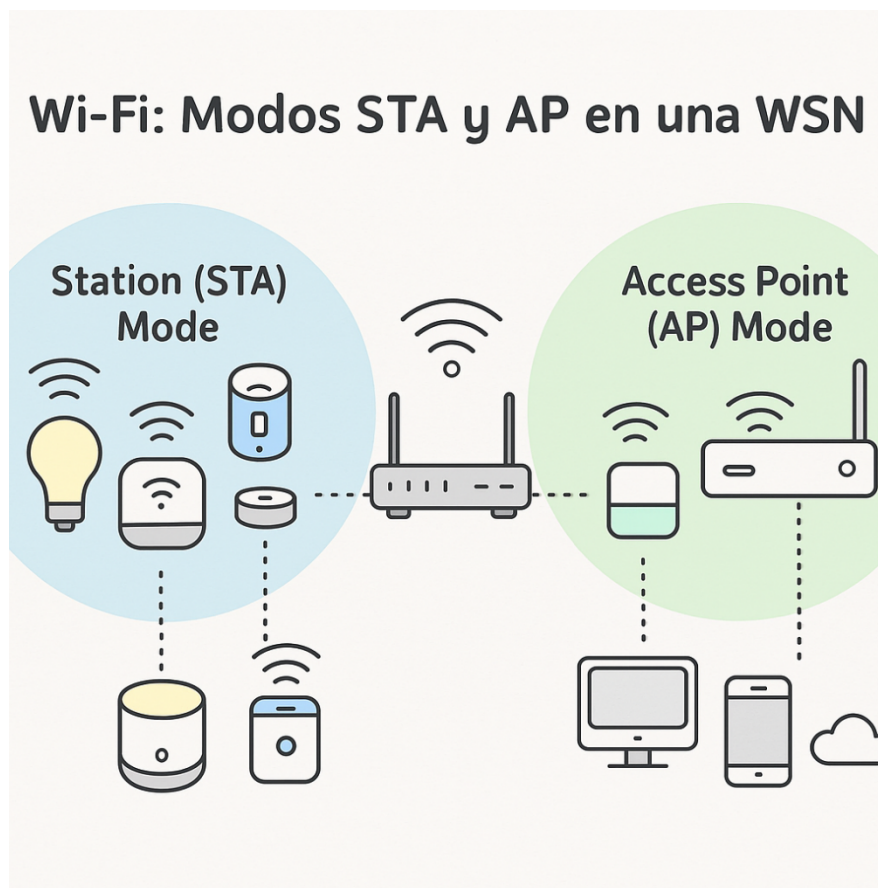 Wi-Fi: Modos STA y AP en una WSN
Station (STA)
Mode
Access Point
(AP) Mode